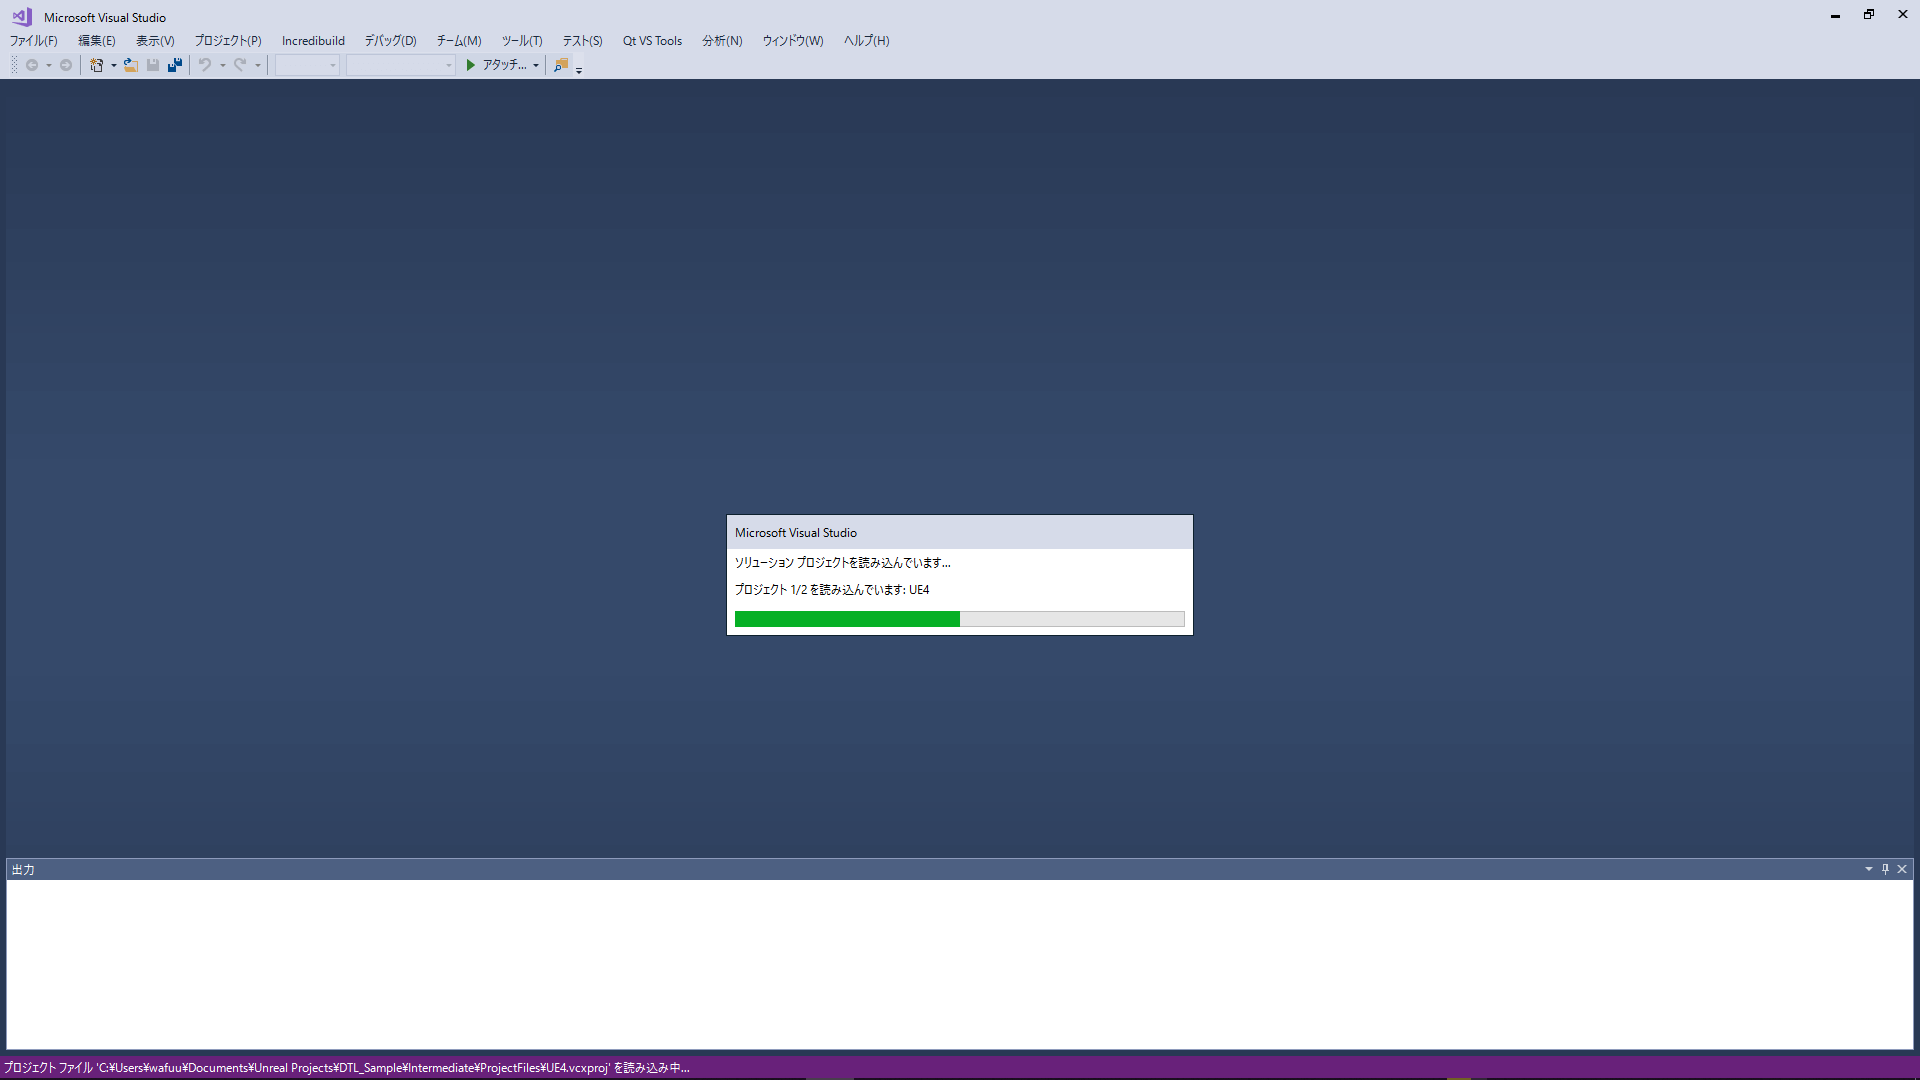 Microsoft Visual Studio
ファイル(F) 編集(E) 表示(V) プロジェクト(P) Incredibuild デバッグ(D) チーム(M) ツール(T) テスト(S) Qt VS Tools 分析(N) ウィンドウ(W) ヘルプ(H)
アタッチ...
Microsoft Visual Studio
ソリューション プロジェクトを読み込んでいます...
プロジェクト 1/2 を読み込んでいます: UE4
出力
プロジェクト ファイル 'C:¥Users¥wafuu¥Documents¥Unreal Projects¥DTL_Sample¥Intermediate¥ProjectFiles¥UE4.vcxproj' を読み込み中...